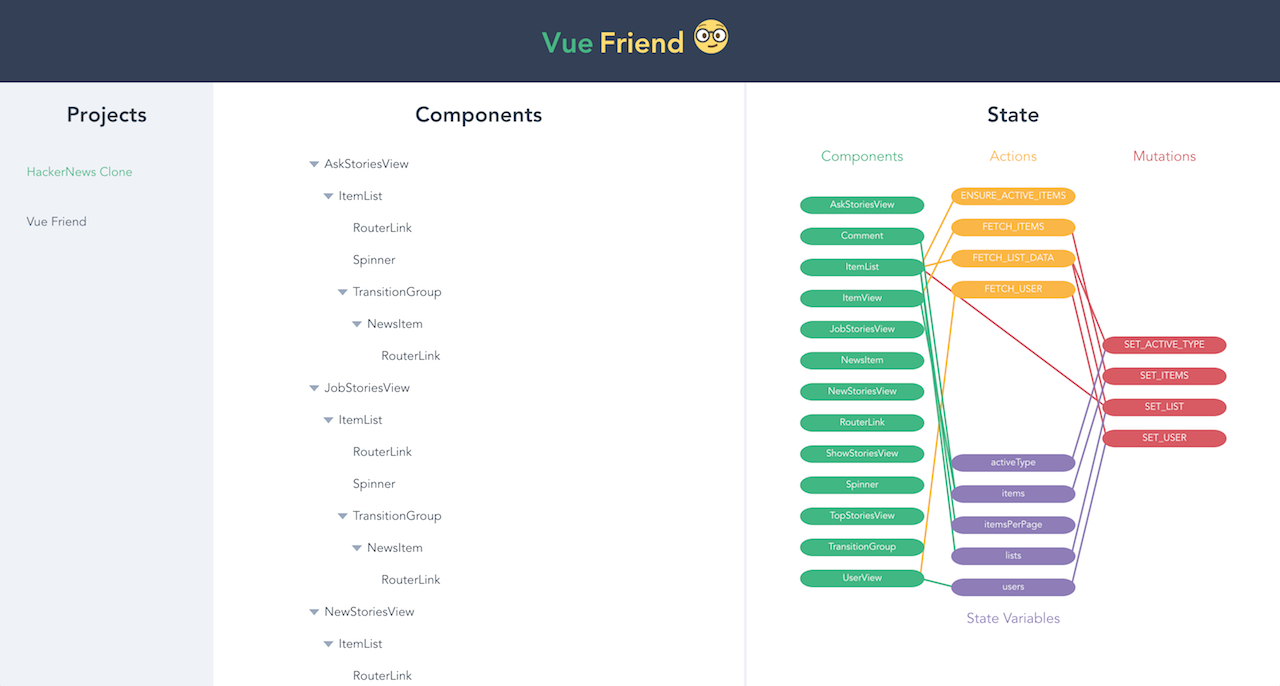 Vue Friend
Projects
HackerNews Clone
Vue Friend
Components
AskStoriesView
ItemList
RouterLink
Spinner
TransitionGroup
NewsItem
RouterLink
JobStoriesView
ItemList
RouterLink
Spinner
TransitionGroup
NewsItem
RouterLink
NewStoriesView
ItemList
RouterLink
State
Components
AskStoriesView
Comment
ItemList
ItemView
JobStoriesView
NewsItem
NewStoriesView
RouterLink
ShowStoriesView
Spinner
TopStoriesView
TransitionGroup
UserView
Actions
ENSURE_ACTIVE_ITEMS
FETCH_ITEMS
FETCH_LIST_DATA
FETCH_USER
activeType
items
itemsPerPage
lists
users
State Variables
Mutations
SET_ACTIVE_TYPE
SET_ITEMS
SET_LIST
SET_USER